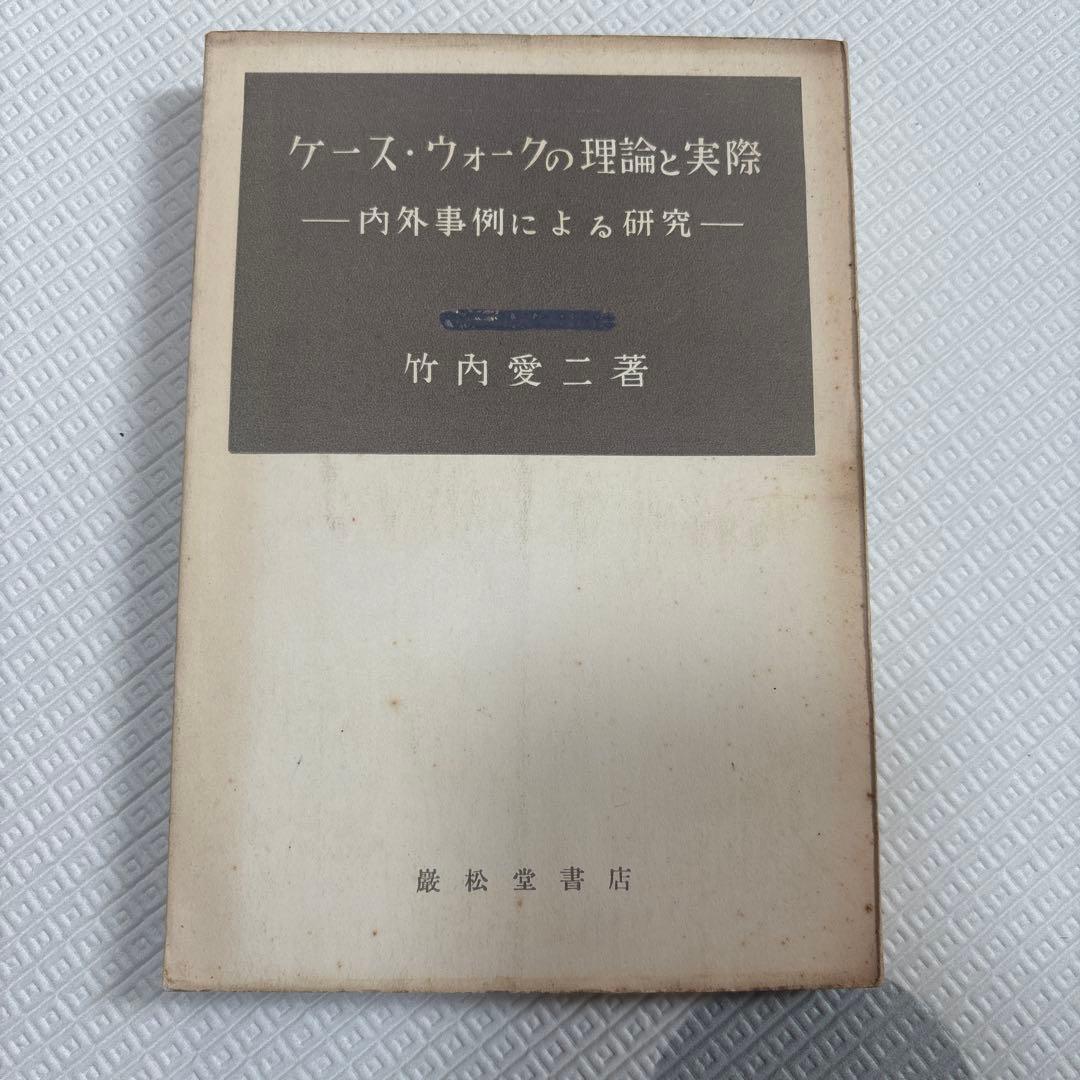 ケース・ウォークの理論と実際
―内外事例による研究―
竹内愛二著
巌松堂書店